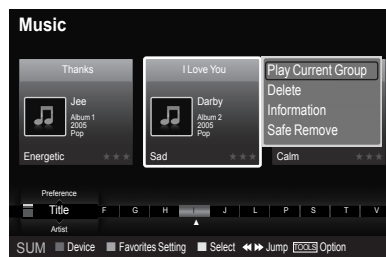 Music
Thanks
Jee
Album 1
2005
Pop
Energetic
I Love You
Darby
Album 2
2005
Pop
Sad
Play Current Group
Delete
Information
Safe Remove
Calm
Preference
Title F G H I J L P S T V
Artist
SUM Device Favorites Setting Select Jump TOOLS Option